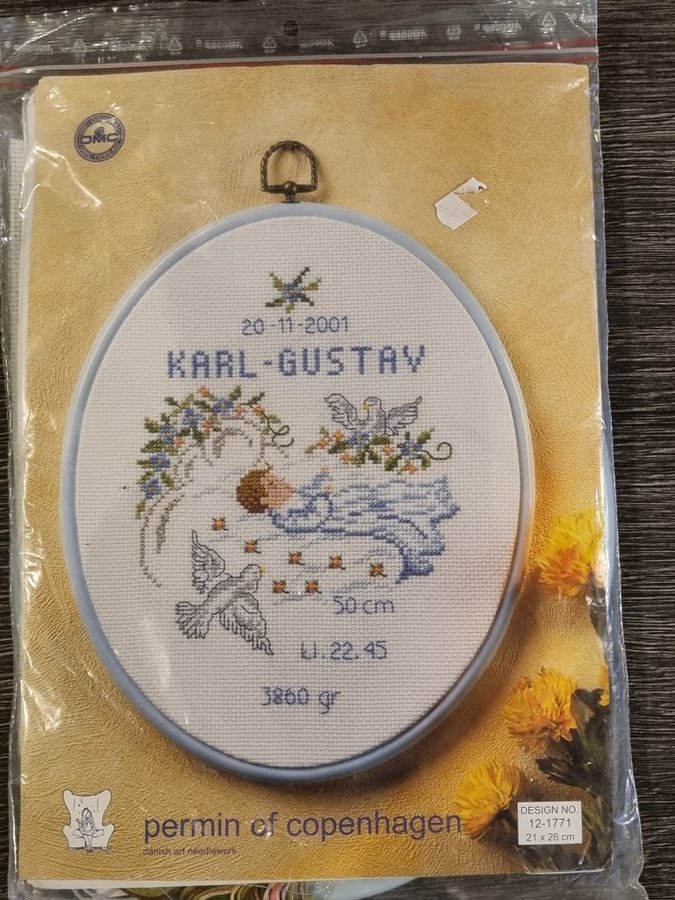 DMC
20-11-2001
KARL-GUSTAV
50 cm
kl. 22.45
3860 gr
permin of copenhagen
danish art needlework
DESIGN NO.
12-1771
21 x 26 cm